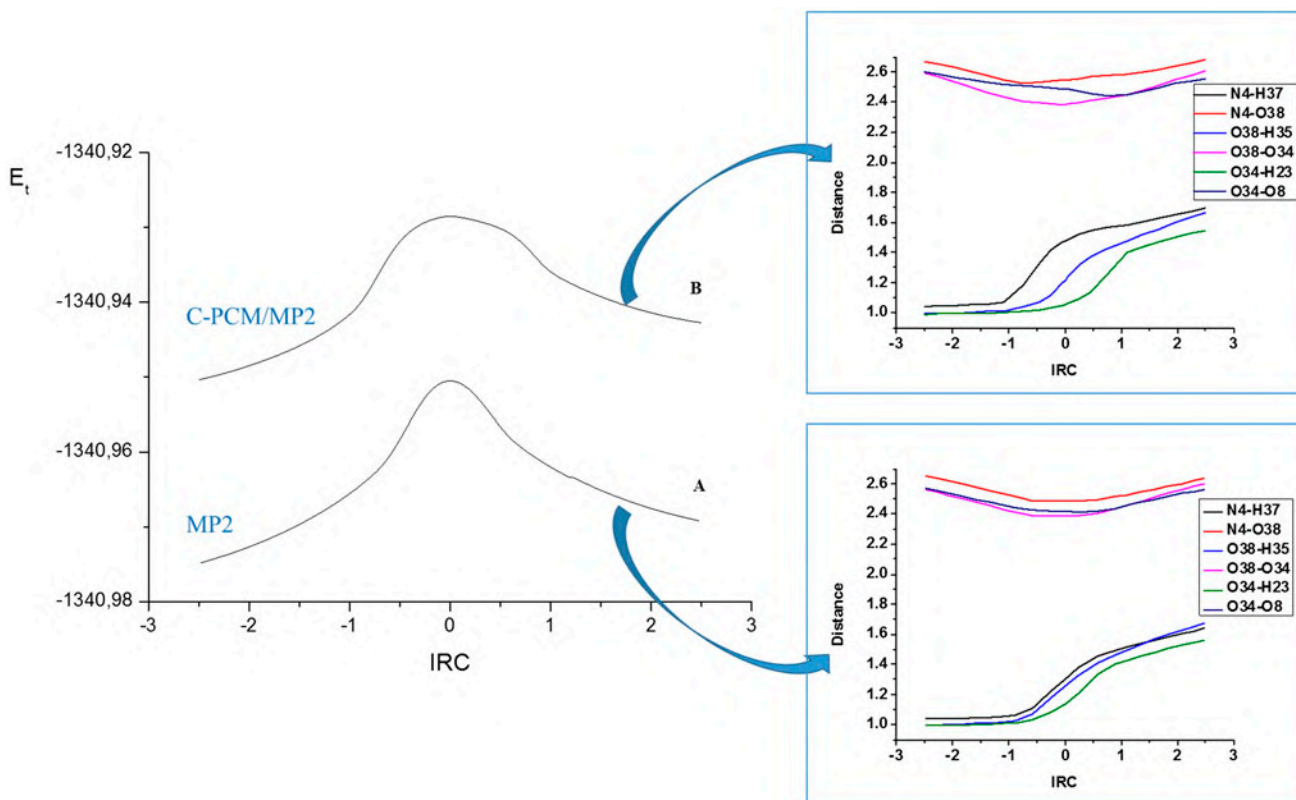 E_t
-1340,92
-1340,94
-1340,96
-1340,98
C-PCM/MP2
B
MP2
A
-3 -2 -1 0 1 2 3
IRC
2.6
2.4
2.2
2.0
1.8
1.6
1.4
1.2
1.0
Distance
N4-H37
N4-O38
O38-H35
O38-O34
O34-H23
O34-O8
-3 -2 -1 0 1 2 3
IRC
2.6
2.4
2.2
2.0
1.8
1.6
1.4
1.2
1.0
Distance
N4-H37
N4-O38
O38-H35
O38-O34
O34-H23
O34-O8
-3 -2 -1 0 1 2 3
IRC